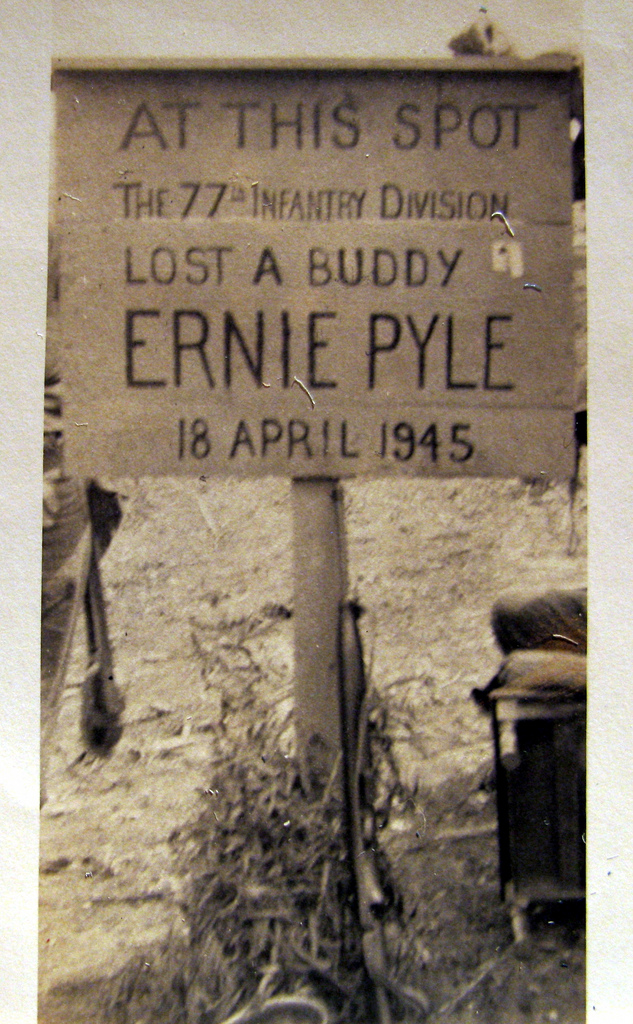 AT THIS SPOT
THE 77th INFANTRY DIVISION
LOST A BUDDY
ERNIE PYLE
18 APRIL 1945